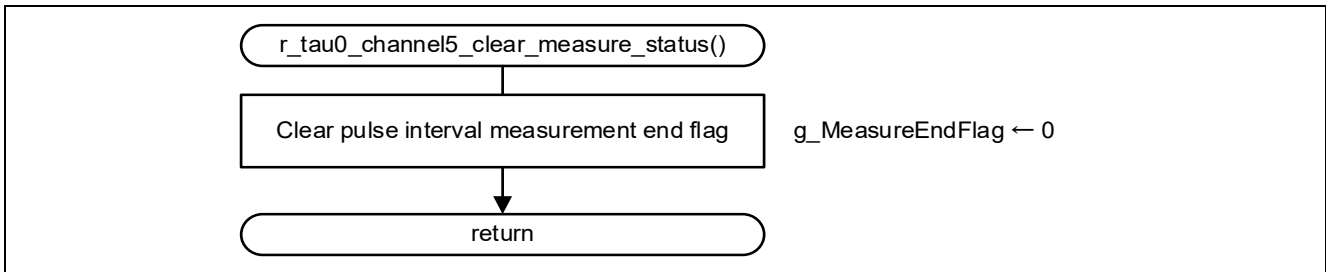 r_tau0_channel5_clear_measure_status()
Clear pulse interval measurement end flag
g_MeasureEndFlag ← 0
return